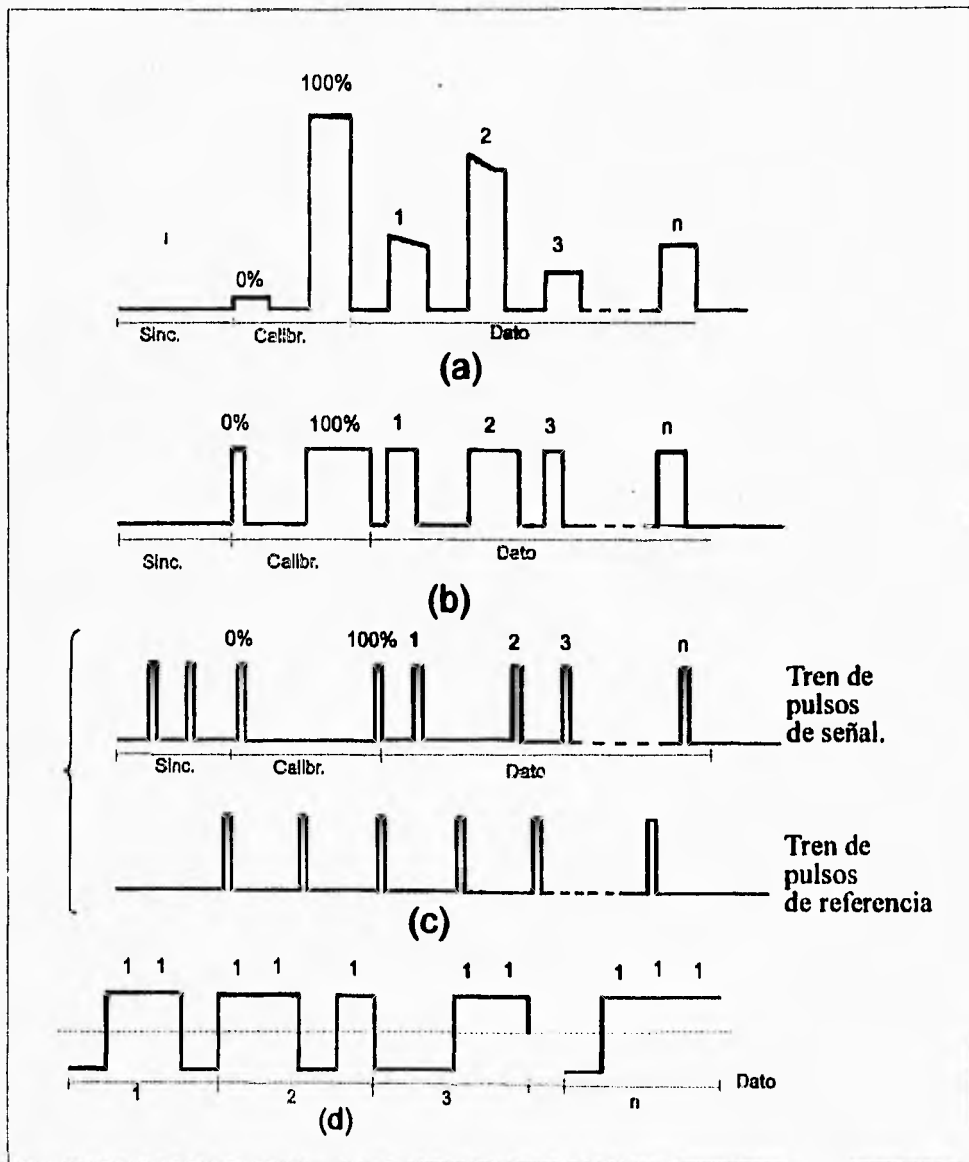 100%
2
1
3
n
0%
Sinc. Calibr. Dato
(a)
0% 100% 1 2 3 n
Sinc. Calibr. Dato
(b)
0% 100% 1 2 3 n
Tren de
pulsos
de señal.
Sinc. Calibr. Dato
Tren de
pulsos
de referencia
(c)
1 1 1 1 1 1 1 1 1 1
1 2 3 n Dato
(d)